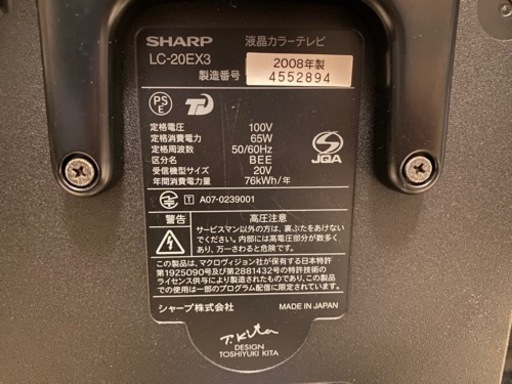 SHARP 液晶カラーテレビ
LC-20EX3
製造番号 2008年製
4552894
PS
E
定格電圧 100V
定格消費電力 65W
定格周波数 50/60Hz
区分名 BEE
受信機型サイズ 20V
年間消費電力量 76kWh/年
JQA
T A07-0239001
警告 高圧注意
サービスマン以外の方は、裏ぶたをあけない
でください。内部には高電圧部分が数多く
あり、万一さわると危険です。
この製品は、マクロヴィジョン社が保有する日本特許
第1925090号及び第2881432号の特許技術の
ライセンス供与により製造されたものであり、この技術の
使用は一部のプログラム配信に限定されています。
シャープ株式会社 MADE IN JAPAN
T.Kita
DESIGN
TOSHIYUKI KITA